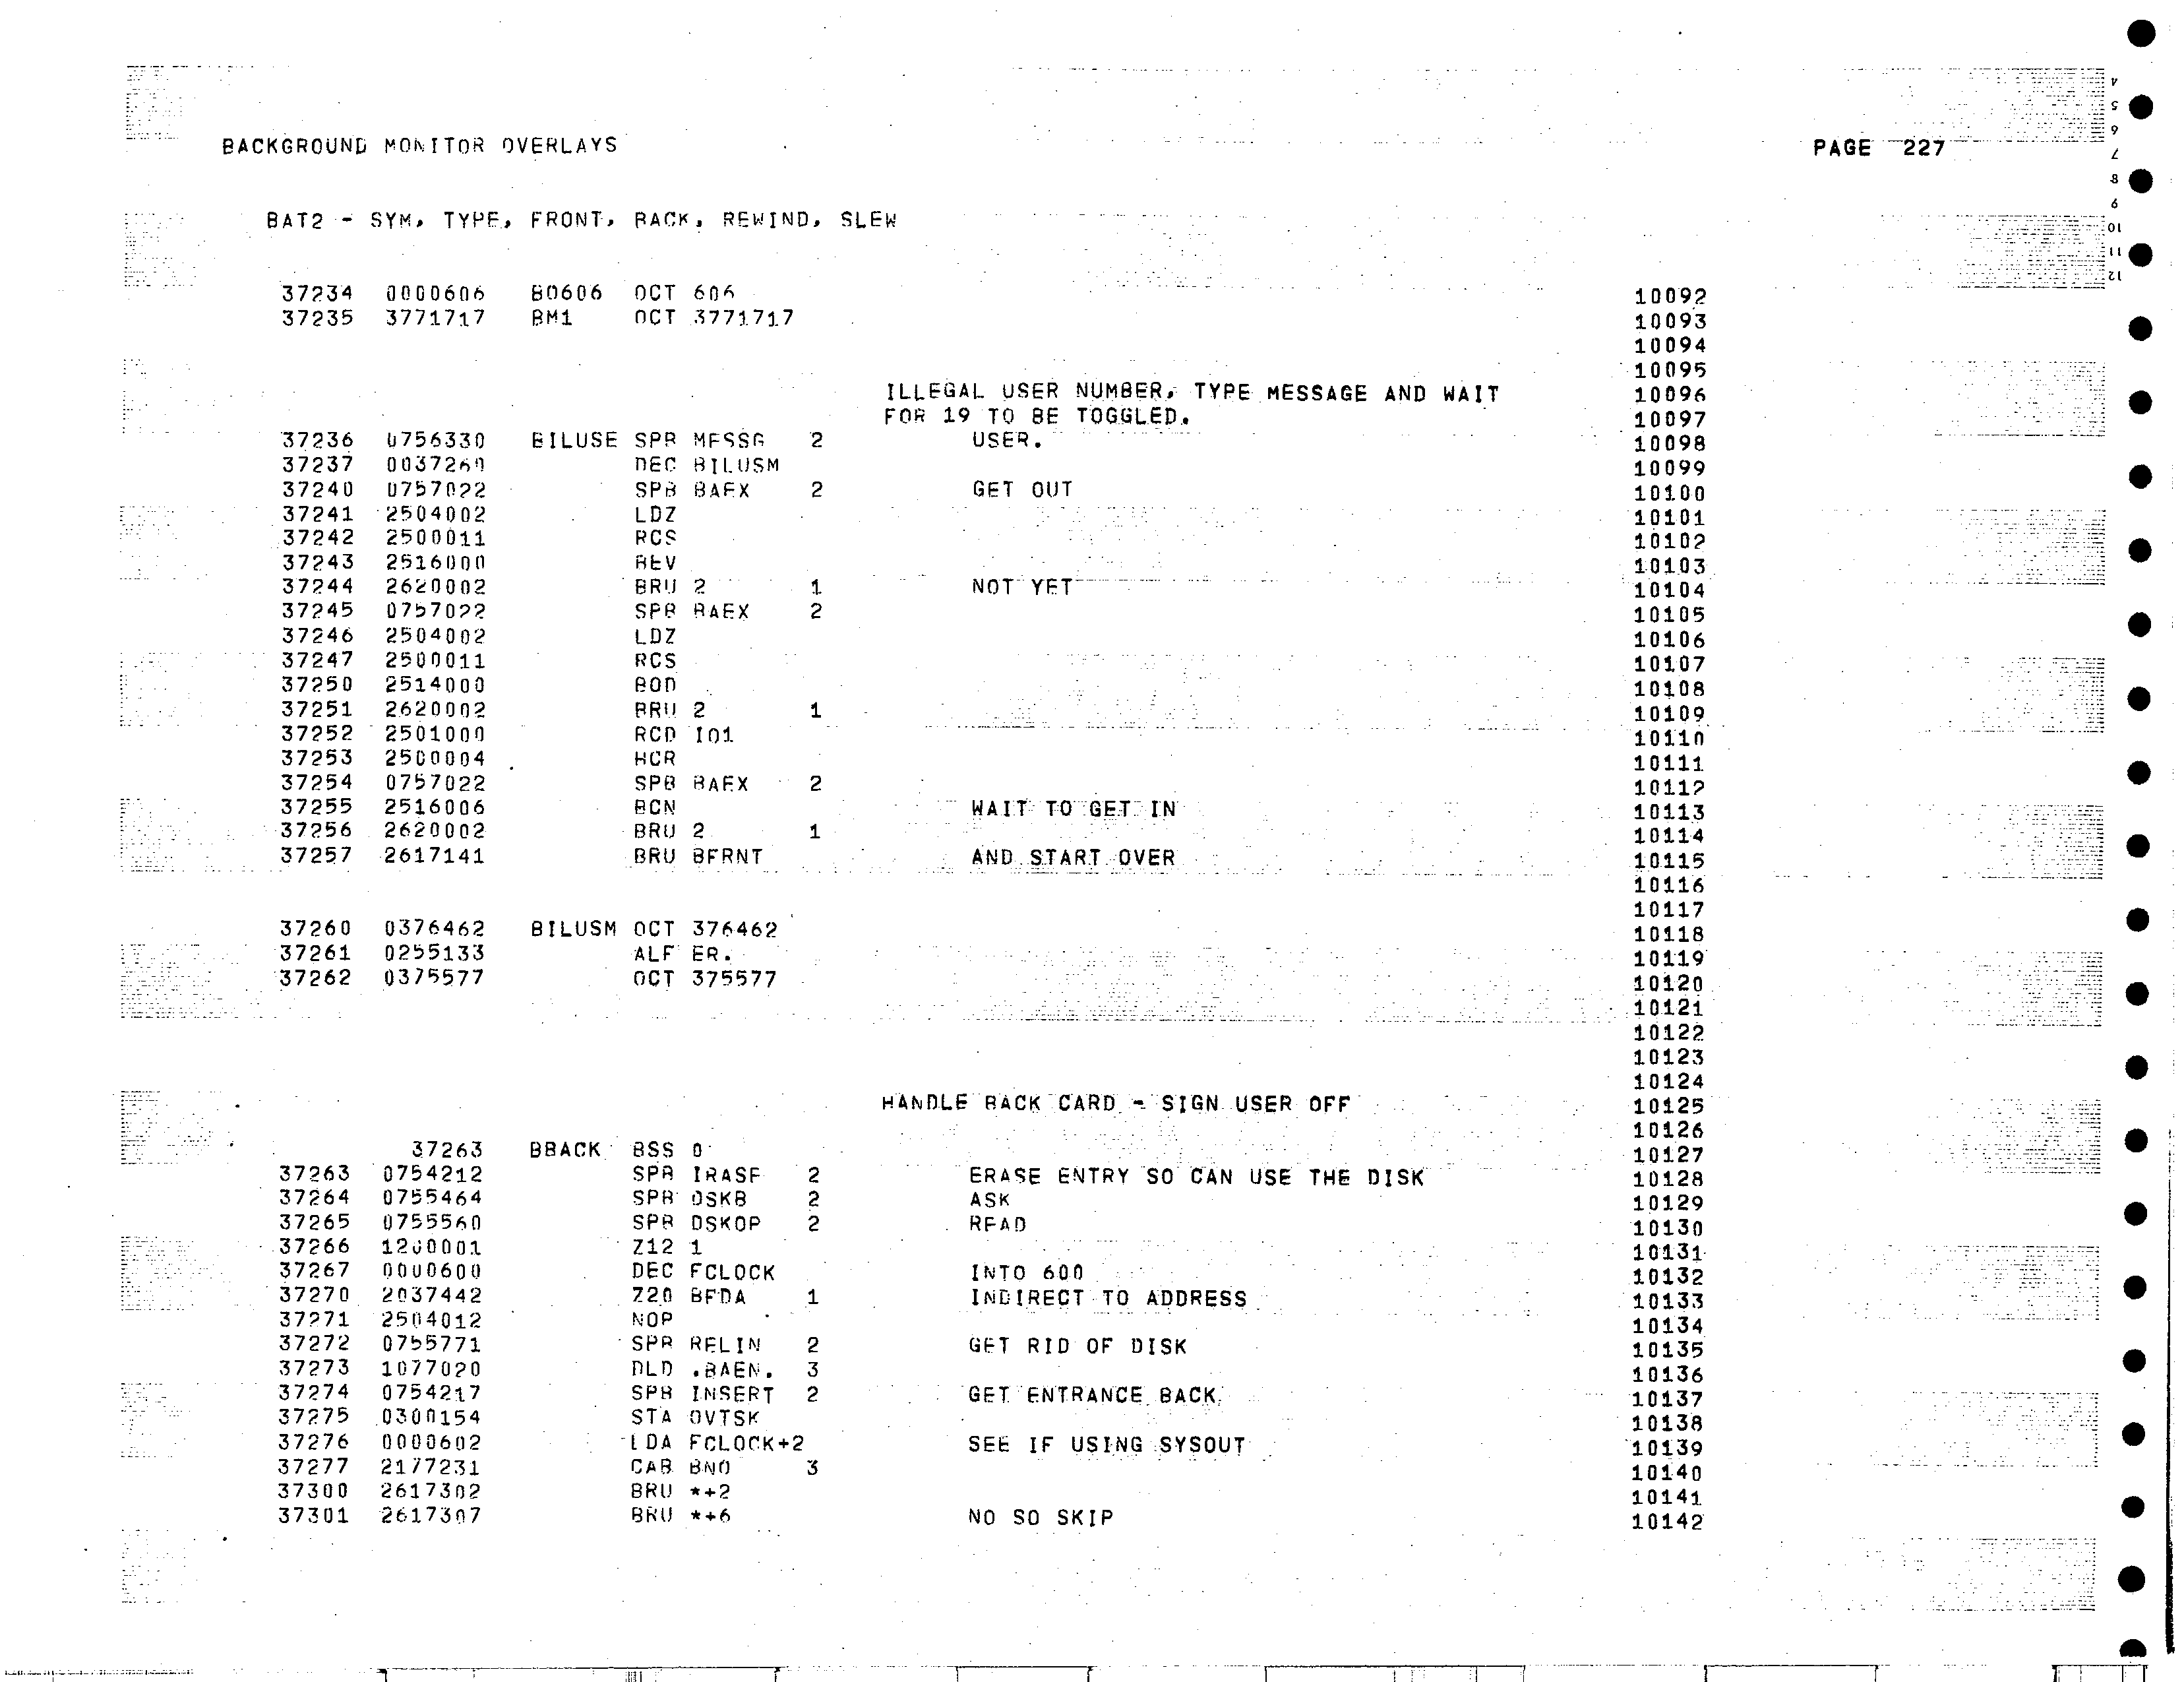 BACKGROUND MONITOR OVERLAYS PAGE 227
BAT2 - SYM, TYPE, FRONT, BACK, REWIND, SLEW
37234 0000606 B0606 OCT 606 10092
37235 3771717 BM1 OCT 3771717 10093
10094
10095
ILLEGAL USER NUMBER, TYPE MESSAGE AND WAIT 10096
FOR 19 TO BE TOGGLED. 10097
37236 0756330 BILUSE SPB MESSG 2 USER. 10098
37237 0037260 DEC BILUSM 10099
37240 0757022 SPB BAEX 2 GET OUT 10100
37241 2504002 LDZ 10101
37242 2500011 RCS 10102
37243 2516000 BEV 10103
37244 2620002 BRU 2 1 NOT YET 10104
37245 0757022 SPB BAEX 2 10105
37246 2504002 LDZ 10106
37247 2500011 RCS 10107
37250 2514000 BOD 10108
37251 2620002 BRU 2 1 10109
37252 2501000 RCD I01 10110
37253 2500004 HCR 10111
37254 0757022 SPB BAEX 2 10112
37255 2516006 BCN WAIT TO GET IN 10113
37256 2620002 BRU 2 1 10114
37257 2617141 BRU BFRNT AND START OVER 10115
10116
10117
37260 0376462 BILUSM OCT 376462 10118
37261 0255133 ALF ER. 10119
37262 0375577 OCT 375577 10120
10121
10122
10123
10124
HANDLE BACK CARD - SIGN USER OFF 10125
10126
37263 BBACK BSS 0 10127
37263 0754212 SPB IRASE 2 ERASE ENTRY SO CAN USE THE DISK 10128
37264 0755464 SPB DSKB 2 ASK 10129
37265 0755560 SPB DSKOP 2 READ 10130
37266 1200001 Z12 1 10131
37267 0000600 DEC FCLOCK INTO 600 10132
37270 2037442 Z20 BFDA 1 INDIRECT TO ADDRESS 10133
37271 2504012 NOP 10134
37272 0755771 SPB RELIN 2 GET RID OF DISK 10135
37273 1077020 DLD .BAEN. 3 10136
37274 0754217 SPB INSERT 2 GET ENTRANCE BACK 10137
37275 0300154 STA OVTSK 10138
37276 0000602 LDA FCLOCK+2 SEE IF USING SYSOUT 10139
37277 2177231 CAB BNO 3 10140
37300 2617302 BRU *+2 10141
37301 2617307 BRU *+6 NO SO SKIP 10142
4
5
6
7
8
9
10
11
12